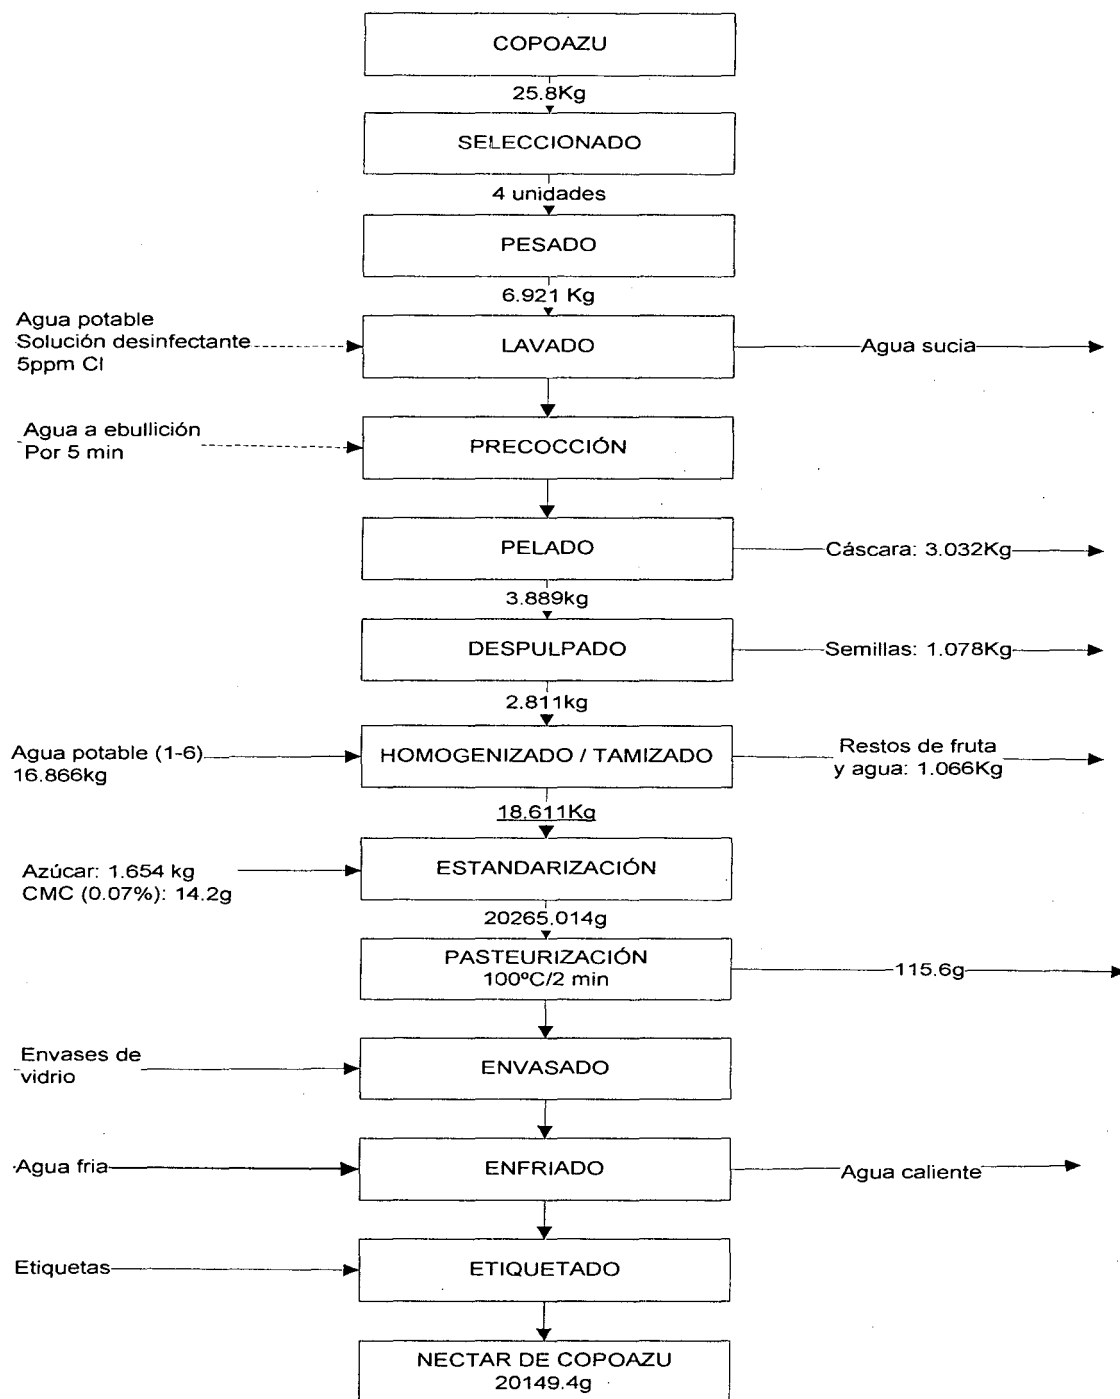 COPOAZU
25.8Kg
SELECCIONADO
4 unidades
PESADO
6.921 Kg
Agua potable
Solución desinfectante
5ppm Cl
LAVADO
Agua sucia
Agua a ebullición
Por 5 min
PRECOCCIÓN
PELADO
Cáscara: 3.032Kg
3.889kg
DESPULPADO
Semillas: 1.078Kg
2.811kg
Agua potable (1-6)
16.866kg
HOMOGENIZADO / TAMIZADO
Restos de fruta
y agua: 1.066Kg
18.611Kg
Azúcar: 1.654 kg
CMC (0.07%): 14.2g
ESTANDARIZACIÓN
20265.014g
PASTEURIZACIÓN
100ºC/2 min
115.6g
Envases de
vidrio
ENVASADO
Agua fria
ENFRIADO
Agua caliente
Etiquetas
ETIQUETADO
NECTAR DE COPOAZU
20149.4g